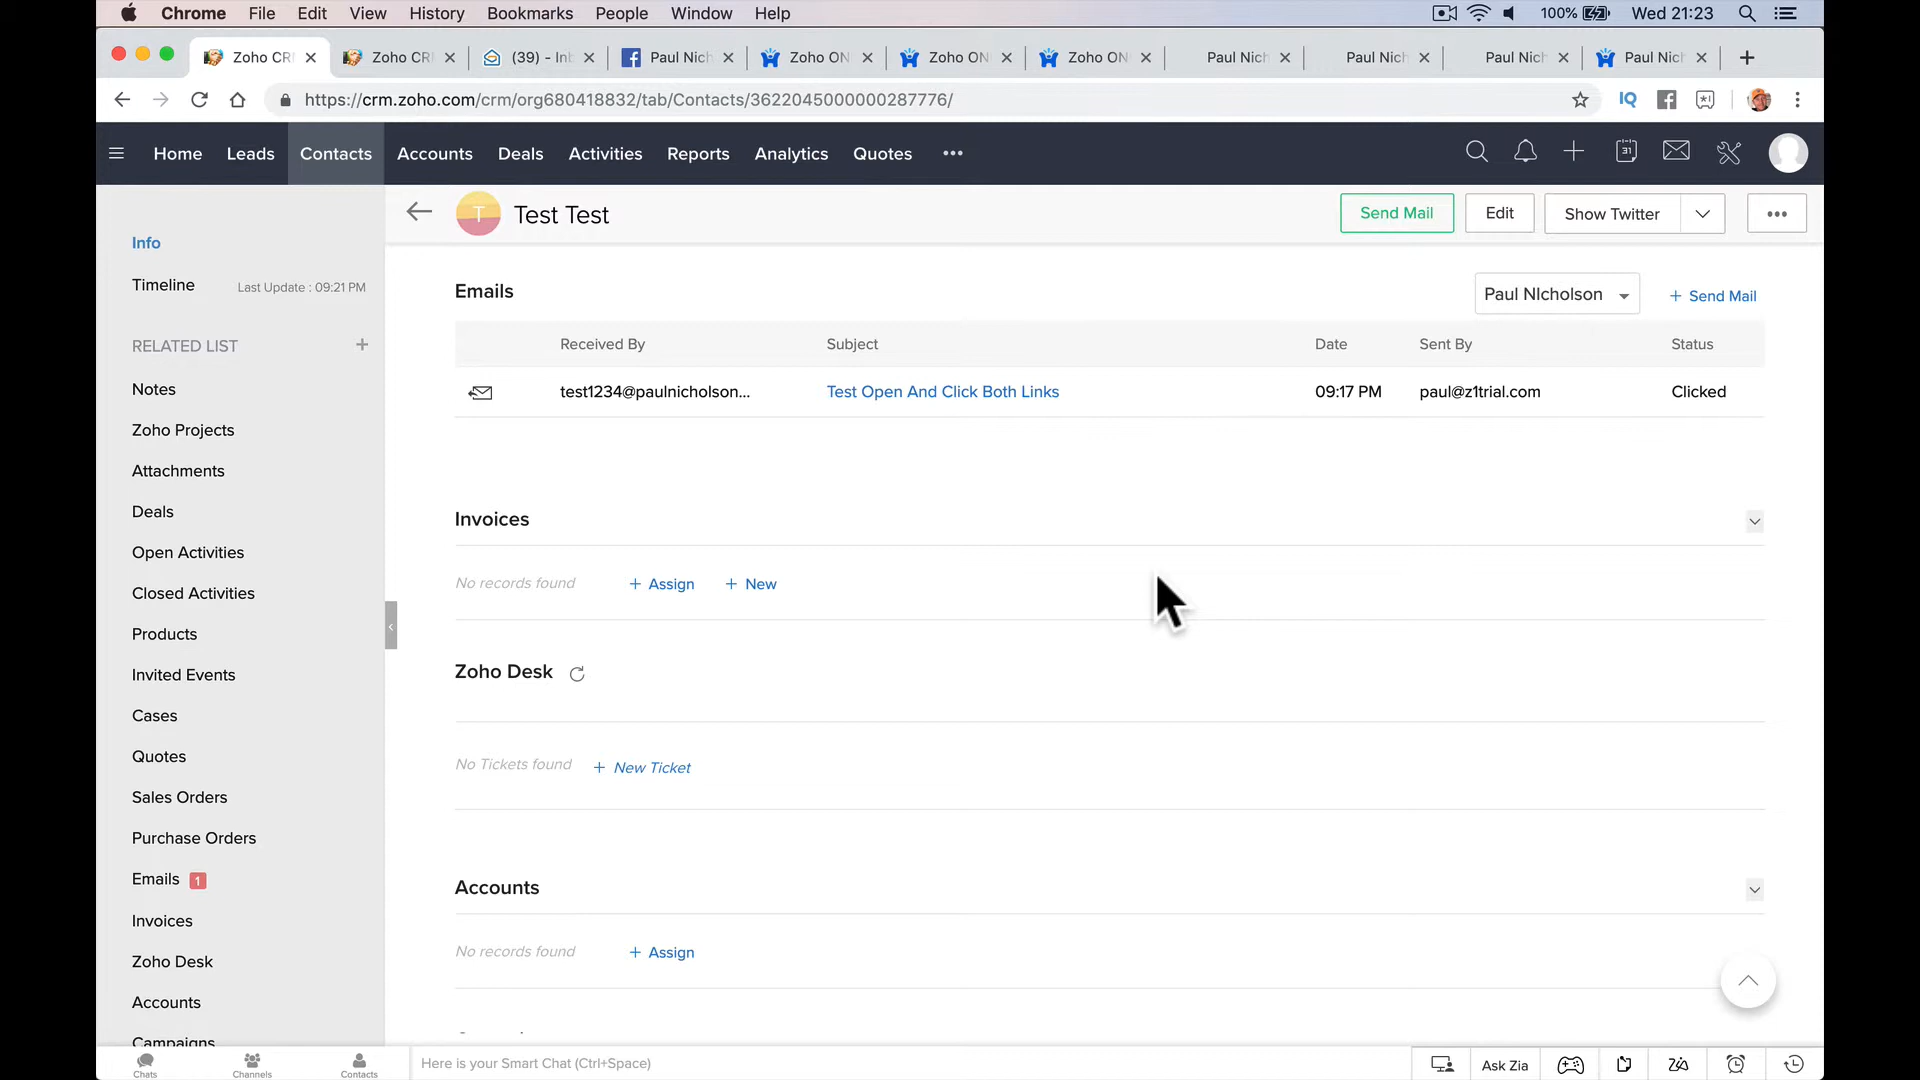 Chrome File Edit View History Bookmarks People Window Help 100% Wed 21:23
Zoho CR Zoho CR (39) - In Paul Nich Zoho ON Zoho ON Zoho ON Paul Nich Paul Nich Paul Nich Paul Nich
https://crm.zoho.com/crm/org680418832/tab/Contacts/3622045000000287776/ IQ
Home Leads Contacts Accounts Deals Activities Reports Analytics Quotes ••• 31
T Test Test Send Mail Edit Show Twitter •••
Info
Timeline Last Update : 09:21 PM
RELATED LIST +
Notes
Zoho Projects
Attachments
Deals
Open Activities
Closed Activities
Products
Invited Events
Cases
Quotes
Sales Orders
Purchase Orders
Emails 1
Invoices
Zoho Desk
Accounts
Campaigns
Emails Paul NIcholson + Send Mail
Received By Subject Date Sent By Status
test1234@paulnicholson... Test Open And Click Both Links 09:17 PM paul@z1trial.com Clicked
Invoices
No records found + Assign + New
Zoho Desk
No Tickets found + New Ticket
Accounts
No records found + Assign
Chats Channels Contacts Here is your Smart Chat (Ctrl+Space) Ask Zia